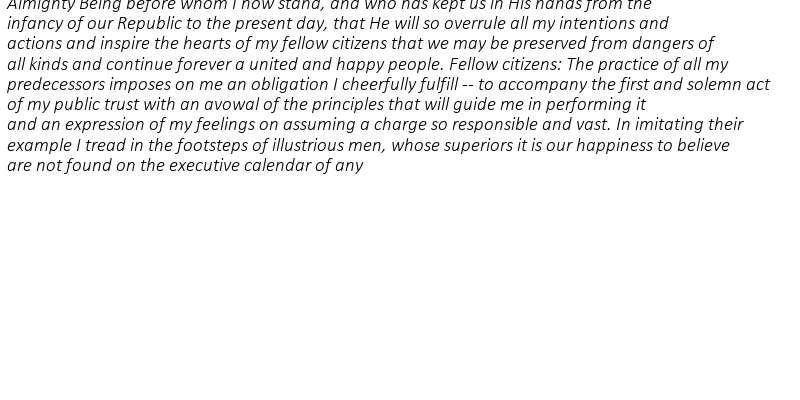 Almighty Being before whom I now stand, and who has kept us in His hands from the
infancy of our Republic to the present day, that He will so overrule all my intentions and
actions and inspire the hearts of my fellow citizens that we may be preserved from dangers of
all kinds and continue forever a united and happy people. Fellow citizens: The practice of all my
predecessors imposes on me an obligation I cheerfully fulfill -- to accompany the first and solemn act
of my public trust with an avowal of the principles that will guide me in performing it
and an expression of my feelings on assuming a charge so responsible and vast. In imitating their
example I tread in the footsteps of illustrious men, whose superiors it is our happiness to believe
are not found on the executive calendar of any